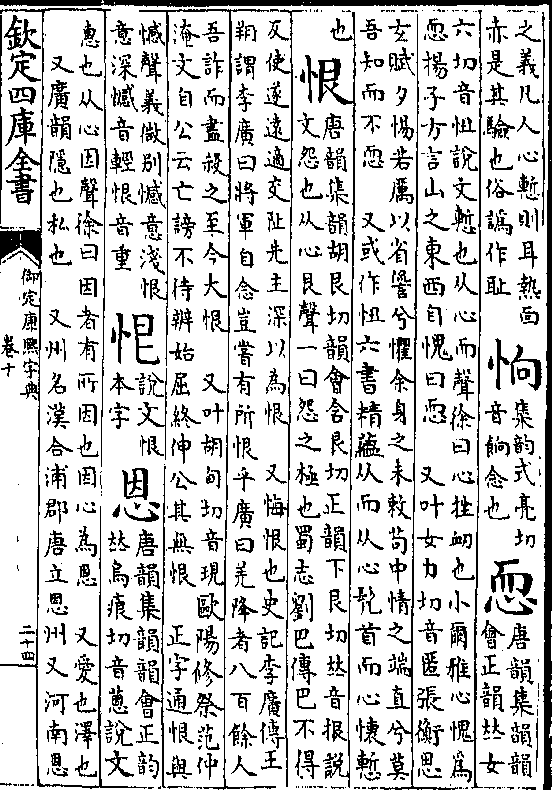 之義凡人心慙則耳熱面
赤是其驗也俗譌作耻
恦
集韵式亮切
音餉念也
恧
唐韻集韻韻
會正韻𠀤女
六切音忸說文慙也从心而聲徐曰心挫衂也小爾雅心愧為
恧揚子方言山之東西自愧曰恧 又叶女力切音匿張衡思
玄賦夕惕若厲以省諐兮懼余身之未敕苟中情之端直兮莫
吾知而不恧 又或作忸六書精蘊从而从心髡首而心懷慙
也
恨
唐韻集韻胡艮切韻會含艮切正韻下艮切𠀤音拫說
文怨也从心艮聲一曰怨之極也蜀志劉巴傳巴不得
反使遂遠適交阯先主深以為恨 又悔恨也史記李廣傳王
朔謂李廣曰將軍自念豈嘗有所恨乎廣曰羌降者八百餘人
吾詐而盡殺之至今大恨 又叶胡甸切音現歐陽修祭范仲
淹文自公云亡謗不待辨始屈終伸公其無恨 正字通恨與
憾聲義微别憾意淺恨
意深憾音輕恨音重
說文恨
本字
恩
唐韻集韻韻會正韵
𠀤烏痕切音蒽說文
惠也从心因聲徐曰因者有所因也因心為恩 又愛也澤也
又廣韻隱也私也 又州名漢合浦郡唐立恩州又河南恩
欽定四庫全書
御定康熙字典
卷十
二十四